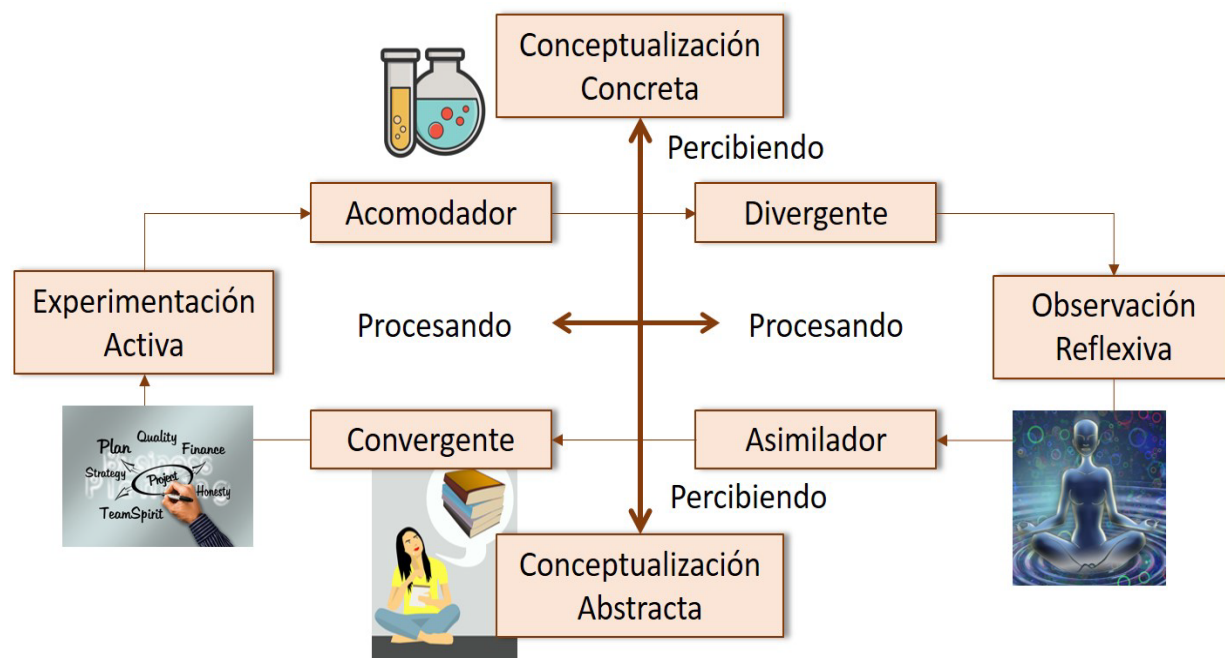 Conceptualización
Concreta
Percibiendo
Acomodador
Divergente
Experimentación
Activa
Procesando
Procesando
Observación
Reflexiva
Convergente
Asimilador
Plan
Quality
Finance
Strategy
Project
Honesty
TeamSpirit
Business
Percibiendo
Conceptualización
Abstracta